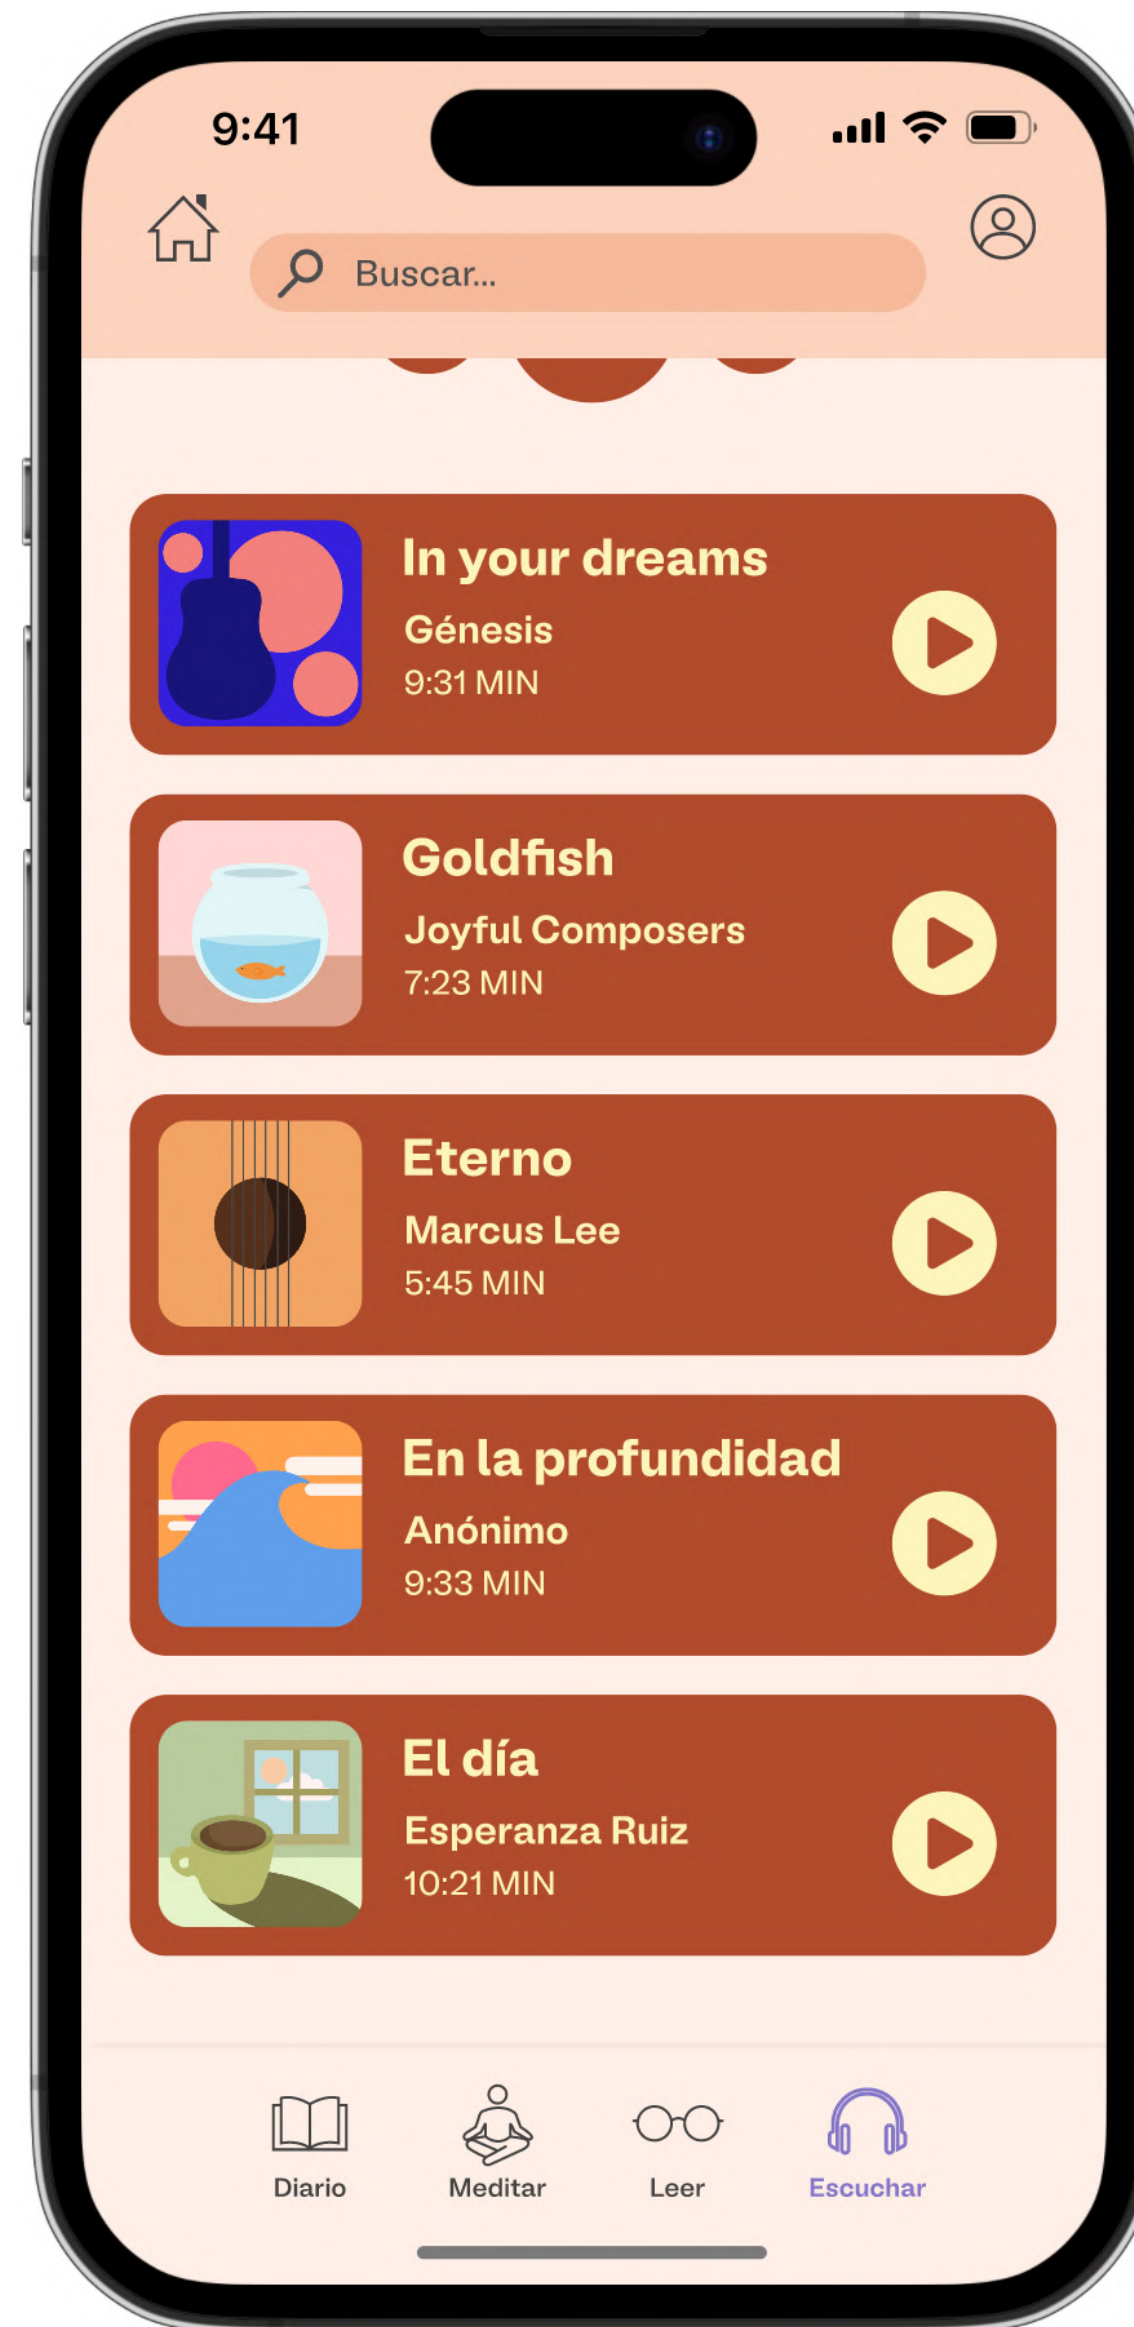 9:41
Buscar...
In your dreams
Génesis
9:31 MIN
Goldfish
Joyful Composers
7:23 MIN
Eterno
Marcus Lee
5:45 MIN
En la profundidad
Anónimo
9:33 MIN
El día
Esperanza Ruiz
10:21 MIN
Diario Meditar Leer Escuchar